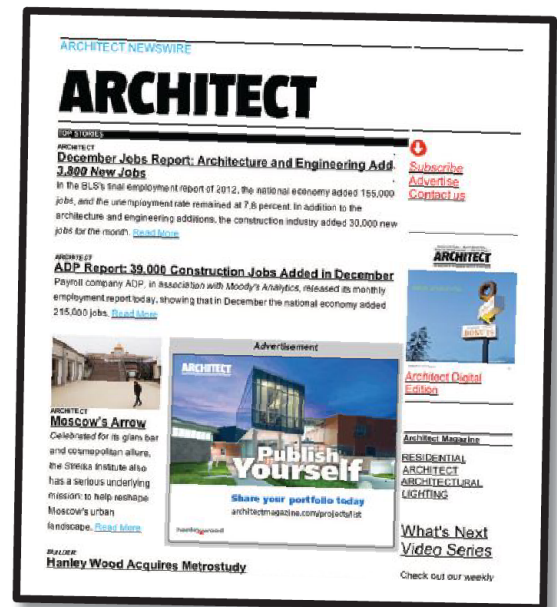 ARCHITECT NEWSWIRE
ARCHITECT
TOP STORIES
ARCHITECT
December Jobs Report: Architecture and Engineering Add
3,800 New Jobs
In the BLS's final employment report of 2012, the national economy added 155,000
jobs, and the unemployment rate remained at 7.8 percent. In addition to the
architecture and engineering additions, the construction industry added 30,000 new
jobs for the month. Read More
ARCHITECT
ADP Report: 39,000 Construction Jobs Added in December
Payroll company ADP, in association with Moody's Analytics, released its monthly
employment report today, showing that in December the national economy added
215,000 jobs. Read More
ARCHITECT
Moscow's Arrow
Celebrated for its glam bar
and cosmopolitan allure,
the Strelka Institute also
has a serious underlying
mission: to help reshape
Moscow's urban
landscape. Read More
Advertisement
ARCHITECT
Publish
Yourself
Share your portfolio today
architectmagazine.com/projects/list
hanley wood
BUILDER
Hanley Wood Acquires Metrostudy
Subscribe
Advertise
Contact us
ARCHITECT
DONUTS
Architect Digital
Edition
Architect Magazine
RESIDENTIAL
ARCHITECT
ARCHITECTURAL
LIGHTING
What's Next
Video Series
Check out our weekly